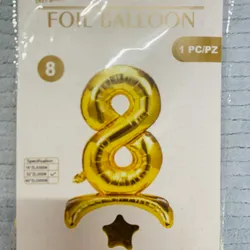 FOIL BALLOON
8
1 PC/PZ
Specification